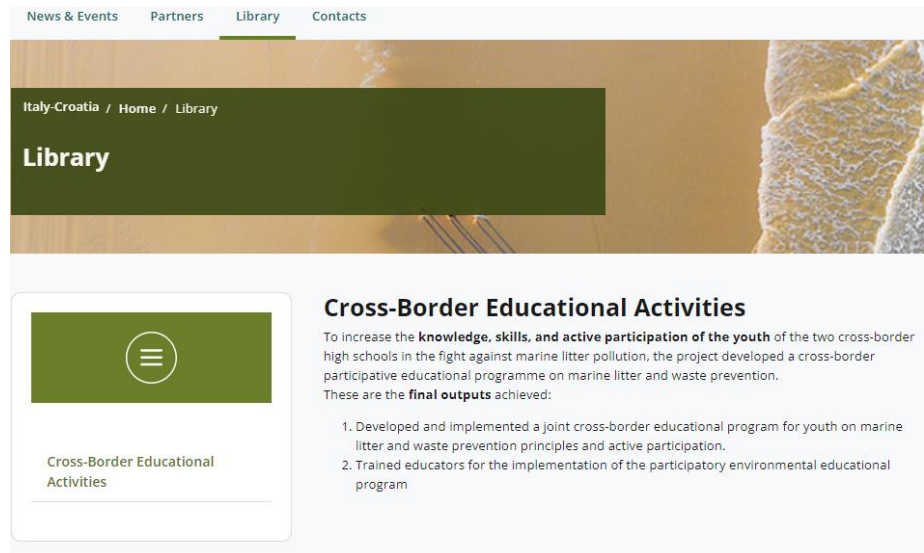 News & Events Partners Library Contacts
Italy-Croatia / Home / Library
Library
Cross-Border Educational
Activities
Cross-Border Educational Activities
To increase the knowledge, skills, and active participation of the youth of the two cross-border
high schools in the fight against marine litter pollution, the project developed a cross-border
participative educational programme on marine litter and waste prevention.
These are the final outputs achieved:
1. Developed and implemented a joint cross-border educational program for youth on marine
litter and waste prevention principles and active participation.
2. Trained educators for the implementation of the participatory environmental educational
program